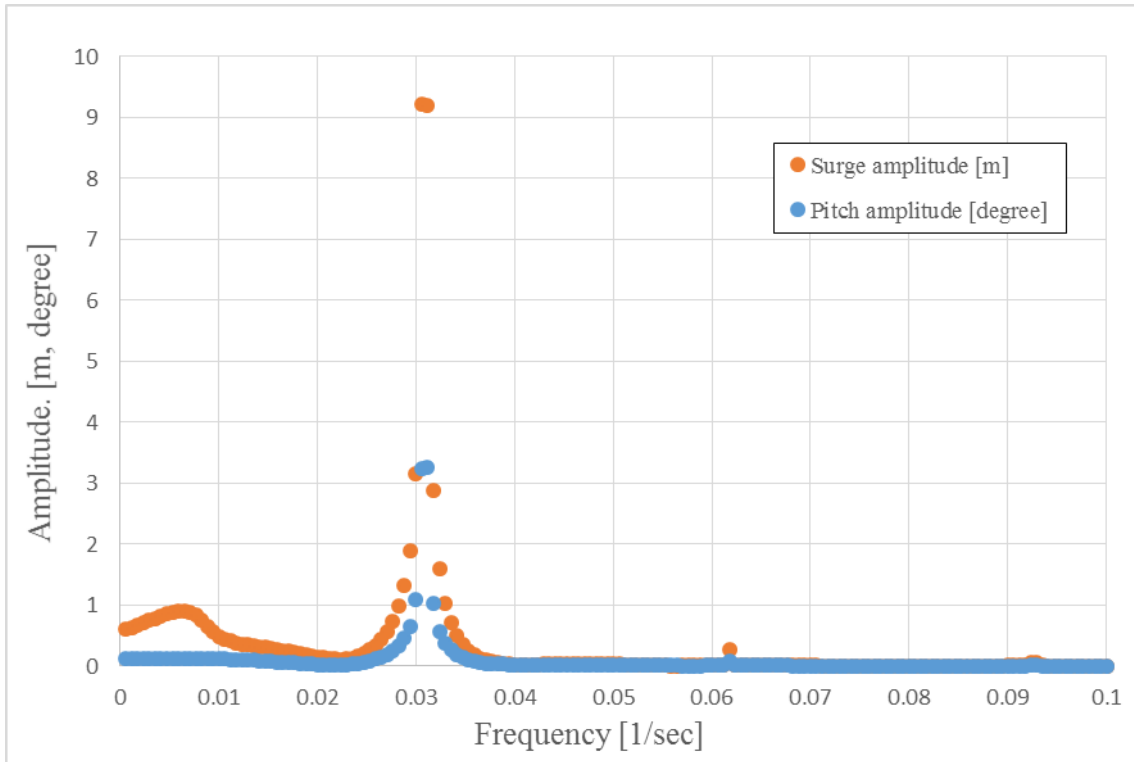 10
9
8
7
6
5
4
3
2
1
0
Amplitude. [m, degree]
Surge amplitude [m]
Pitch amplitude [degree]
0 0.01 0.02 0.03 0.04 0.05 0.06 0.07 0.08 0.09 0.1
Frequency [1/sec]